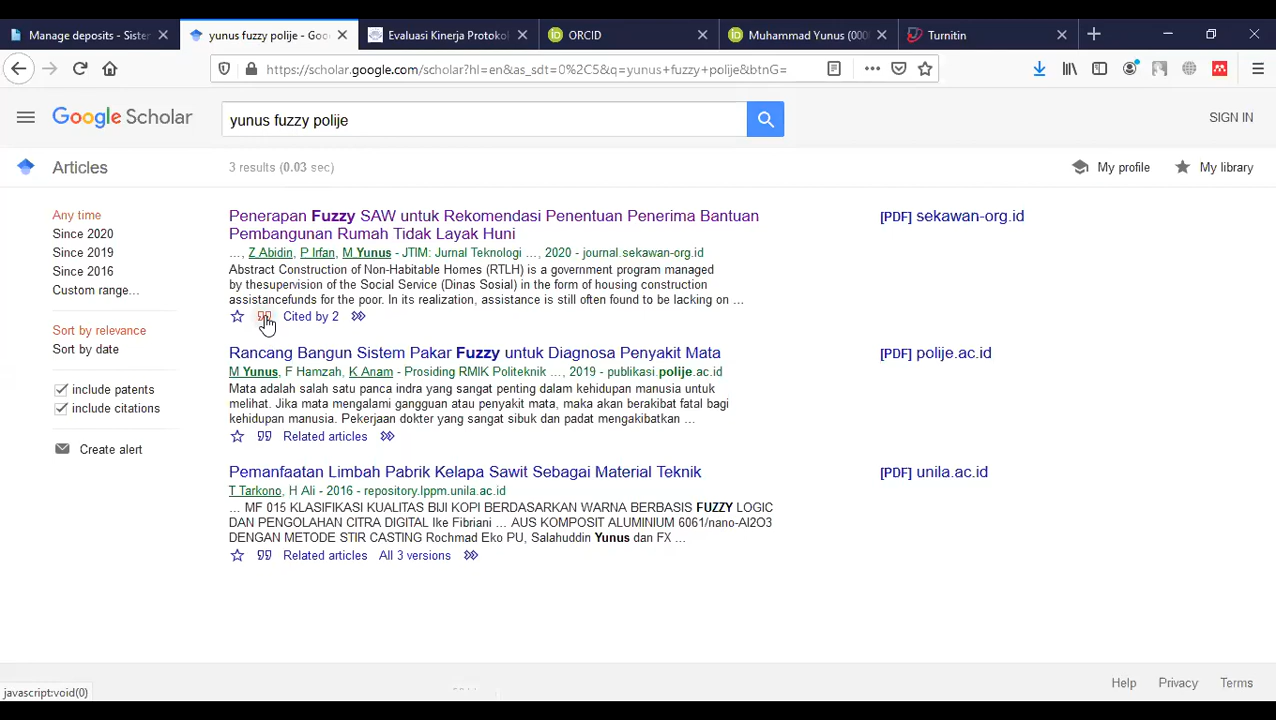 Manage deposits - Sister
yunus fuzzy polije - Goo
Evaluasi Kinerja Protokol
ORCID
Muhammad Yunus (000
Turnitin
https://scholar.google.com/scholar?hl=en&as_sdt=0%2C5&q=yunus+fuzzy+polije&btnG=
Google Scholar
yunus fuzzy polije
SIGN IN
Articles
3 results (0.03 sec)
My profile
My library
Any time
Since 2020
Since 2019
Since 2016
Custom range...
Sort by relevance
Sort by date
include patents
include citations
Create alert
Penerapan Fuzzy SAW untuk Rekomendasi Penentuan Penerima Bantuan
Pembangunan Rumah Tidak Layak Huni
..., Z Abidin, P Irfan, M Yunus - JTIM: Jurnal Teknologi ..., 2020 - journal.sekawan-org.id
Abstract Construction of Non-Habitable Homes (RTLH) is a government program managed
by thesupervision of the Social Service (Dinas Sosial) in the form of housing construction
assistancefunds for the poor. In its realization, assistance is still often found to be lacking on ...
Cited by 2
[PDF] sekawan-org.id
Rancang Bangun Sistem Pakar Fuzzy untuk Diagnosa Penyakit Mata
M Yunus, F Hamzah, K Anam - Prosiding RMIK Politeknik ..., 2019 - publikasi.polije.ac.id
Mata adalah salah satu panca indra yang sangat penting dalam kehidupan manusia untuk
melihat. Jika mata mengalami gangguan atau penyakit mata, maka akan berakibat fatal bagi
kehidupan manusia. Pekerjaan dokter yang sangat sibuk dan padat mengakibatkan ...
Related articles
[PDF] polije.ac.id
Pemanfaatan Limbah Pabrik Kelapa Sawit Sebagai Material Teknik
T Tarkono, H Ali - 2016 - repository.lppm.unila.ac.id
... MF 015 KLASIFIKASI KUALITAS BIJI KOPI BERDASARKAN WARNA BERBASIS FUZZY LOGIC
DAN PENGOLAHAN CITRA DIGITAL Ike Fibriani ... AUS KOMPOSIT ALUMINIUM 6061/nano-Al2O3
DENGAN METODE STIR CASTING Rochmad Eko PU, Salahuddin Yunus dan FX ...
Related articles All 3 versions
[PDF] unila.ac.id
Help Privacy Terms
javascript:void(0)